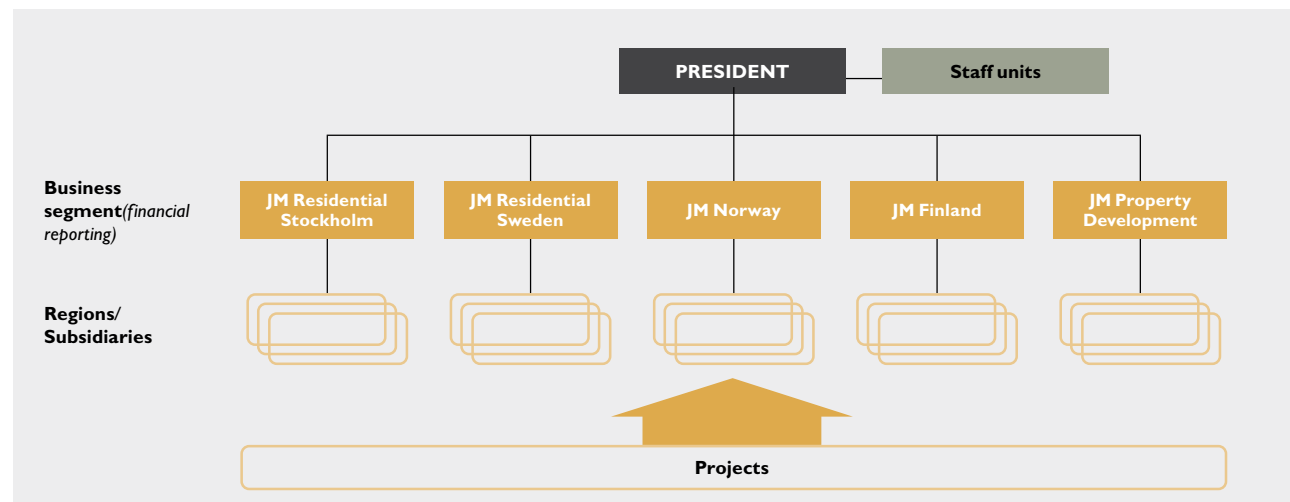 PRESIDENT
Staff units
Business
segment(financial
reporting)
JM Residential
Stockholm
JM Residential
Sweden
JM Norway
JM Finland
JM Property
Development
Regions/
Subsidiaries
Projects